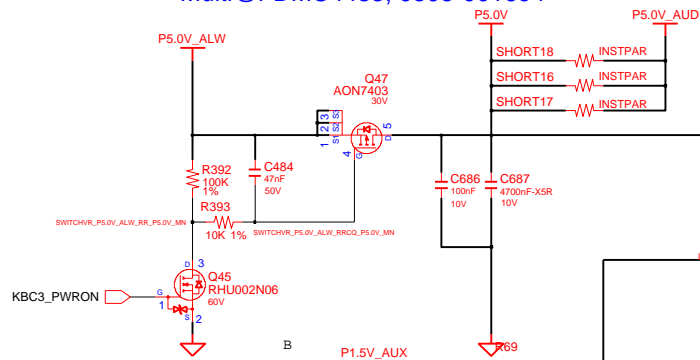 P5.0V_ALW
P5.0V
P5.0V_AUD
SHORT18
INSTPAR
SHORT16
INSTPAR
SHORT17
INSTPAR
Q47
AON7403
30V
3 S3
2 S2
1 S1
4 G
D 5
R392
100K
1%
C484
47nF
50V
C686
100nF
10V
C687
4700nF-X5R
10V
R393
10K 1%
SWITCHVR_P5.0V_ALW_RR_P5.0V_MN
SWITCHVR_P5.0V_ALW_RRCQ_P5.0V_MN
D 3
Q45
RHU002N06
60V
KBC3_PWRON
G
1
S
2
B
P1.5V_AUX
R69